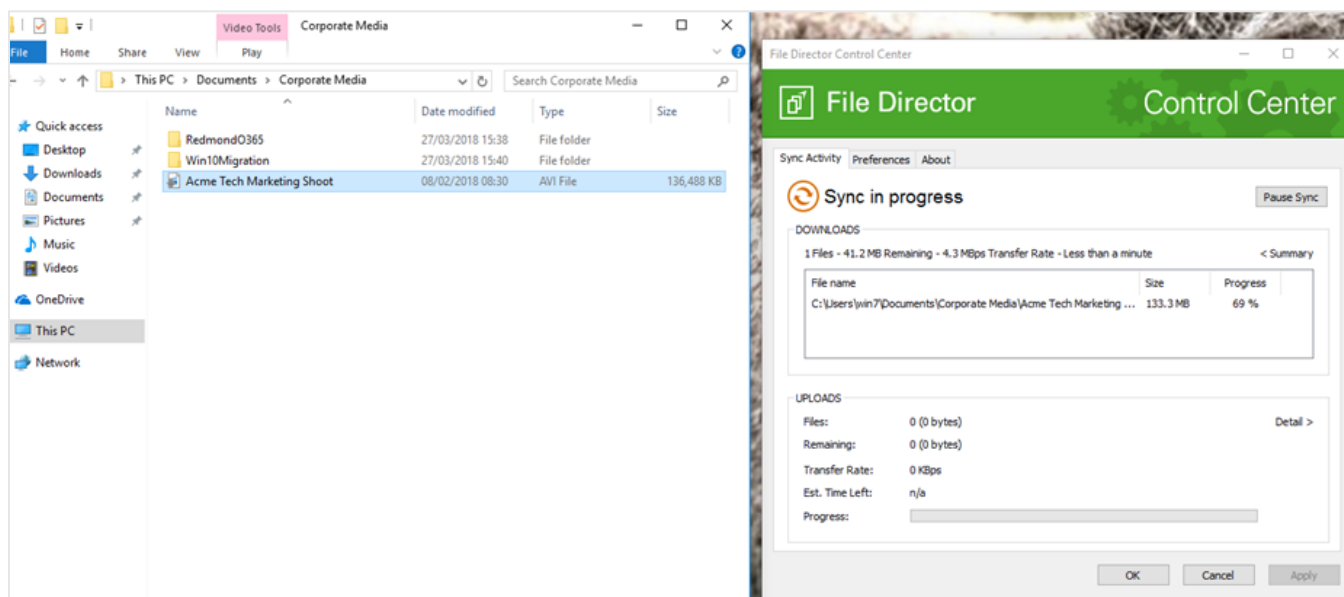 Video Tools Corporate Media
File Home Share View Play
This PC > Documents > Corporate Media Search Corporate Media
Quick access
Desktop
Downloads
Documents
Pictures
Music
Videos
OneDrive
This PC
Network
Name Date modified Type Size
RedmondO365 27/03/2018 15:38 File folder
Win10Migration 27/03/2018 15:40 File folder
Acme Tech Marketing Shoot 08/02/2018 08:30 AVI File 136,488 KB
File Director Control Center
File Director Control Center
Sync Activity Preferences About
Sync in progress Pause Sync
DOWNLOADS
1 Files - 41.2 MB Remaining - 4.3 MBps Transfer Rate - Less than a minute < Summary
File name Size Progress
C:\Users\win7\Documents\Corporate Media\Acme Tech Marketing ... 133.3 MB 69 %
UPLOADS
Files: 0 (0 bytes) Detail >
Remaining: 0 (0 bytes)
Transfer Rate: 0 KBps
Est. Time Left: n/a
Progress:
OK Cancel Apply